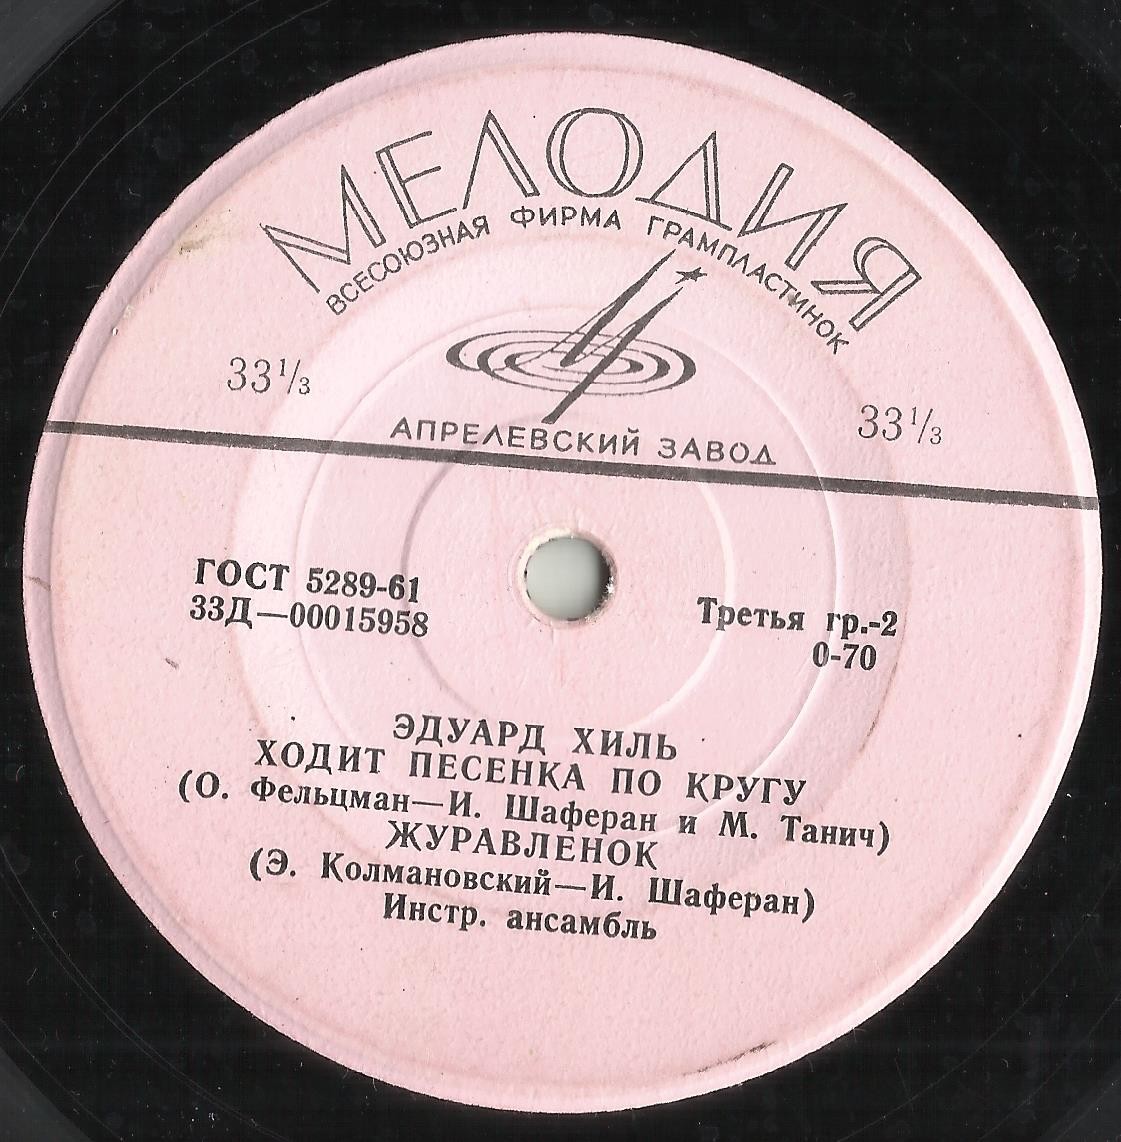 МЕЛОДИЯ
ВСЕСОЮЗНАЯ ФИРМА ГРАМПЛАСТИНОК
33⅓
33⅓
АПРЕЛЕВСКИЙ ЗАВОД
ГОСТ 5289-61
33Д—00015958
Третья гр.-2
0-70
ЭДУАРД ХИЛЬ
ХОДИТ ПЕСЕНКА ПО КРУГУ
(О. Фельцман—И. Шаферан и М. Танич)
ЖУРАВЛЕНОК
(Э. Колмановский—И. Шаферан)
Инстр. ансамбль